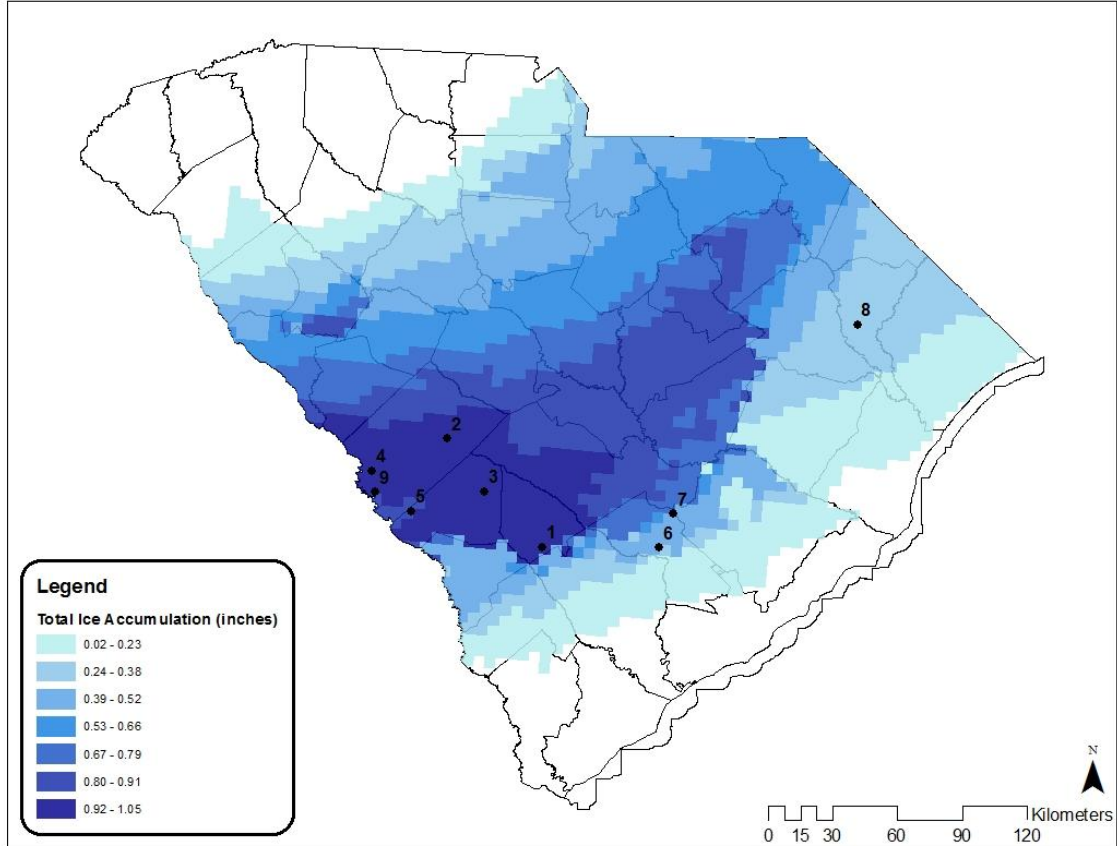 8
2
4
9
3
5
7
1
6
Legend
Total Ice Accumulation (inches)
0.02 - 0.23
0.24 - 0.38
0.39 - 0.52
0.53 - 0.66
0.67 - 0.79
0.80 - 0.91
0.92 - 1.05
N
Kilometers
0 15 30 60 90 120